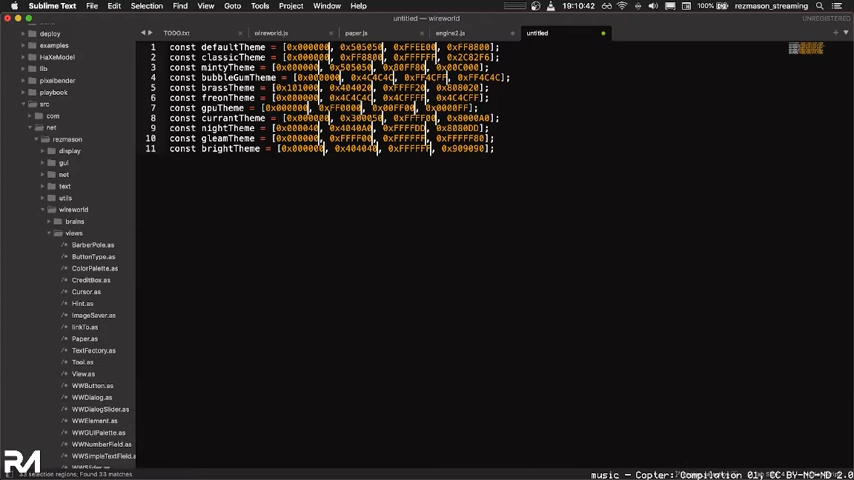 Sublime Text File Edit Selection Find View Goto Tools Project Window Help 100% 19:10:42 rezmason_streaming
untitled — wireworld
UNREGISTERED
TODO.txt wireworld.js paper.js engine2.js untitled
deploy
examples
HaXeModel
lib
pixelbender
playbook
src
com
net
rezmason
display
gui
net
text
utils
wireworld
brains
views
BarberPole.as
ButtonType.as
ColorPalette.as
CreditBox.as
Cursor.as
Hint.as
ImageSaver.as
linkTo.as
Paper.as
TextFactory.as
Tool.as
View.as
WWButton.as
WWDialog.as
WWDialogSlider.as
WWElement.as
WWGUIPalette.as
WWNumberField.as
WWSimpleTextField.as
WWSlider.as
1 const defaultTheme = [0x000000, 0x505050, 0xFFEE00, 0xFF8800];
2 const classicTheme = [0x000000, 0xFF8800, 0xFFFFFF, 0x2C82F6];
3 const mintyTheme = [0x000000, 0x505050, 0x80FF80, 0x00C000];
4 const bubbleGumTheme = [0x000000, 0x4C4C4C, 0xFF4CFF, 0xFF4C4C];
5 const brassTheme = [0x101000, 0x404020, 0xFFFF20, 0x808020];
6 const freonTheme = [0x000000, 0x4C4C4C, 0x4CFFFF, 0x4C4CFF];
7 const gpuTheme = [0x000000, 0xFF0000, 0x00FF00, 0x0000FF];
8 const currantTheme = [0x000000, 0x300050, 0xFFFF00, 0x8000A0];
9 const nightTheme = [0x000040, 0x4040A0, 0xFFFFDD, 0x8080DD];
10 const gleamTheme = [0x000000, 0xFFFF00, 0xFFFFFF, 0xFFFF80];
11 const brightTheme = [0x000000, 0x404040, 0xFFFFFF, 0x909090];
RM
33 selection regions; Found 33 matches
music - Copter: Compilation 01, CC BY-NC-ND 2.0